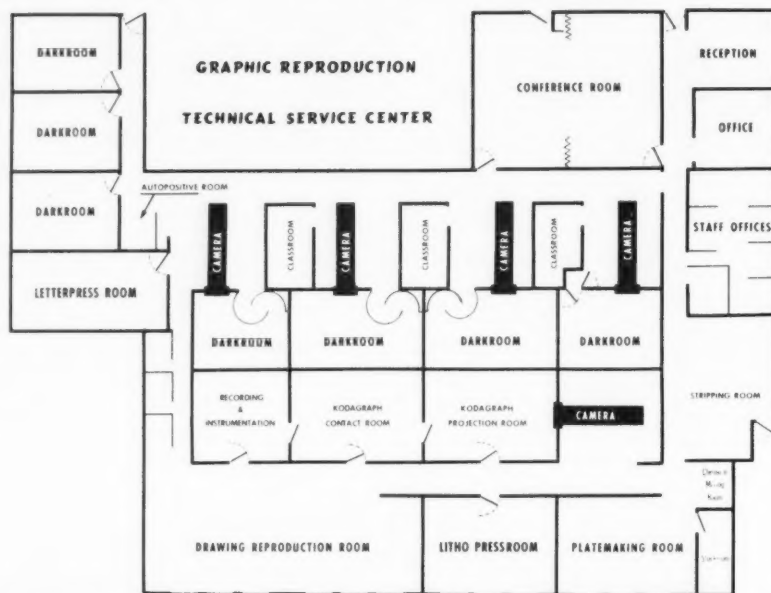 GRAPHIC REPRODUCTION
TECHNICAL SERVICE CENTER
DARKROOM
DARKROOM
DARKROOM
AUTOPOSITIVE ROOM
LETTERPRESS ROOM
CONFERENCE ROOM
RECEPTION
OFFICE
STAFF OFFICES
CAMERA
CLASSROOM
CAMERA
CLASSROOM
CAMERA
CLASSROOM
CAMERA
DARKROOM
DARKROOM
DARKROOM
DARKROOM
RECORDING
&
INSTRUMENTATION
KODAGRAPH
CONTACT ROOM
KODAGRAPH
PROJECTION ROOM
CAMERA
STRIPPING ROOM
Room
DRAWING REPRODUCTION ROOM
LITHO PRESSROOM
PLATEMAKING ROOM